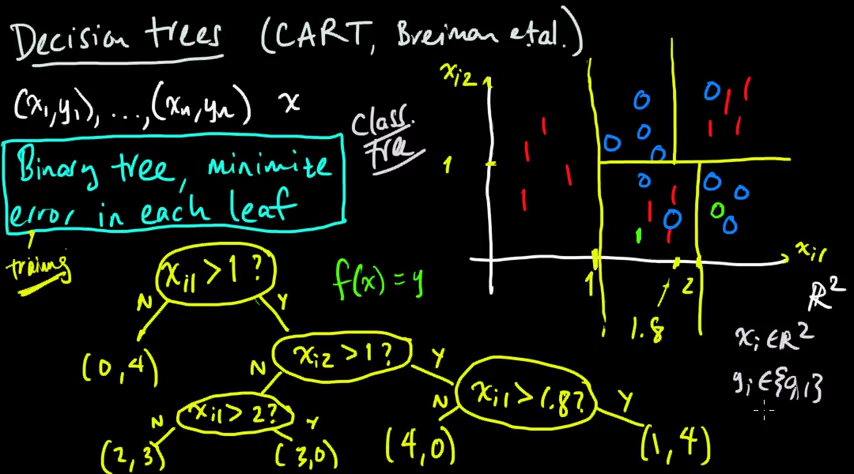 Decision trees (CART, Breiman et al.)
(x₁,y₁),...,(xₙ,yₙ) x
Class.
tree
Binary tree, minimize
error in each leaf
training
f(x) = y
xᵢ₁ > 1 ?
N
Y
(0,4)
xᵢ₂ > 1 ?
N
Y
xᵢ₁ > 2 ?
N
Y
(2,3)
(3,0)
xᵢ₁ > 1.8 ?
N
Y
(4,0)
(1,4)
xᵢ₂
1
xᵢ₁
1
1.8
2
ℝ²
xᵢ ∈ ℝ²
yᵢ ∈ {0,1}